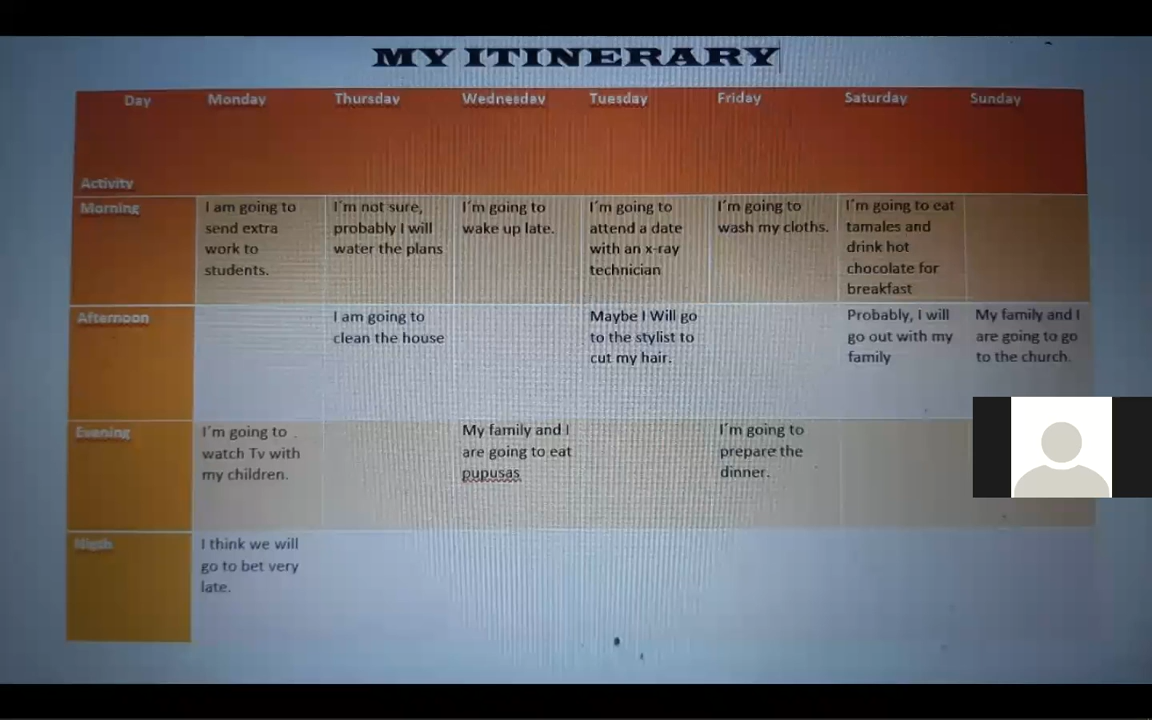 MY ITINERARY
Day Monday Thursday Wednesday Tuesday Friday Saturday Sunday
Activity
Morning
I am going to
send extra
work to
students.
I'm not sure,
probably I will
water the plans
I'm going to
wake up late.
I'm going to
attend a date
with an x-ray
technician
I'm going to
wash my cloths.
I'm going to eat
tamales and
drink hot
chocolate for
breakfast
Afternoon
I am going to
clean the house
Maybe I Will go
to the stylist to
cut my hair.
Probably, I will
go out with my
family
My family and I
are going to go
to the church.
Evening
I'm going to
watch Tv with
my children.
My family and I
are going to eat
pupusas
I'm going to
prepare the
dinner.
Nigth
I think we will
go to bet very
late.